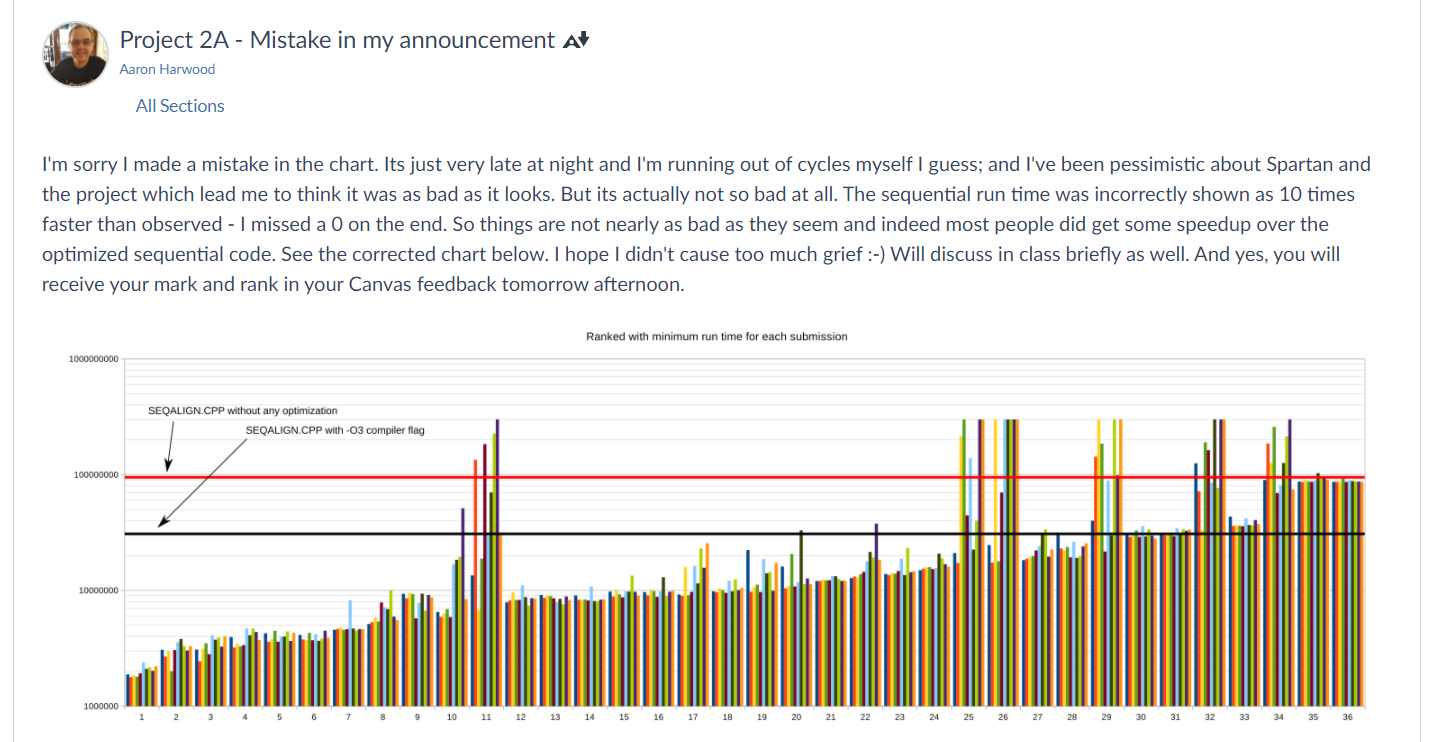 Project 2A - Mistake in my announcement
Aaron Harwood
All Sections
I'm sorry I made a mistake in the chart. Its just very late at night and I'm running out of cycles myself I guess; and I've been pessimistic about Spartan and
the project which lead me to think it was as bad as it looks. But its actually not so bad at all. The sequential run time was incorrectly shown as 10 times
faster than observed - I missed a 0 on the end. So things are not nearly as bad as they seem and indeed most people did get some speedup over the
optimized sequential code. See the corrected chart below. I hope I didn't cause too much grief :-) Will discuss in class briefly as well. And yes, you will
receive your mark and rank in your Canvas feedback tomorrow afternoon.
Ranked with minimum run time for each submission
1000000000
SEQALIGN.CPP without any optimization
SEQALIGN.CPP with -O3 compiler flag
100000000
10000000
1000000
1 2 3 4 5 6 7 8 9 10 11 12 13 14 15 16 17 18 19 20 21 22 23 24 25 26 27 28 29 30 31 32 33 34 35 36